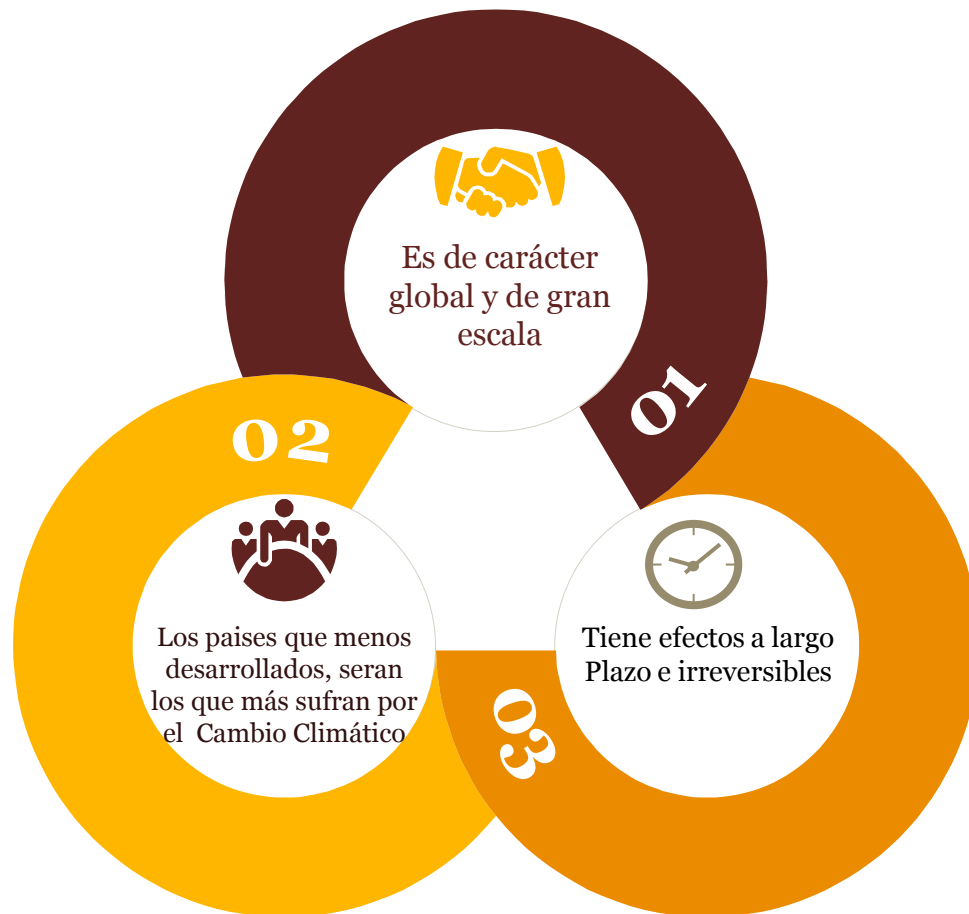 Es de carácter
global y de gran
escala
01
02
Los paises que menos
desarrollados, seran
los que más sufran por
el Cambio Climático
Tiene efectos a largo
Plazo e irreversibles
03